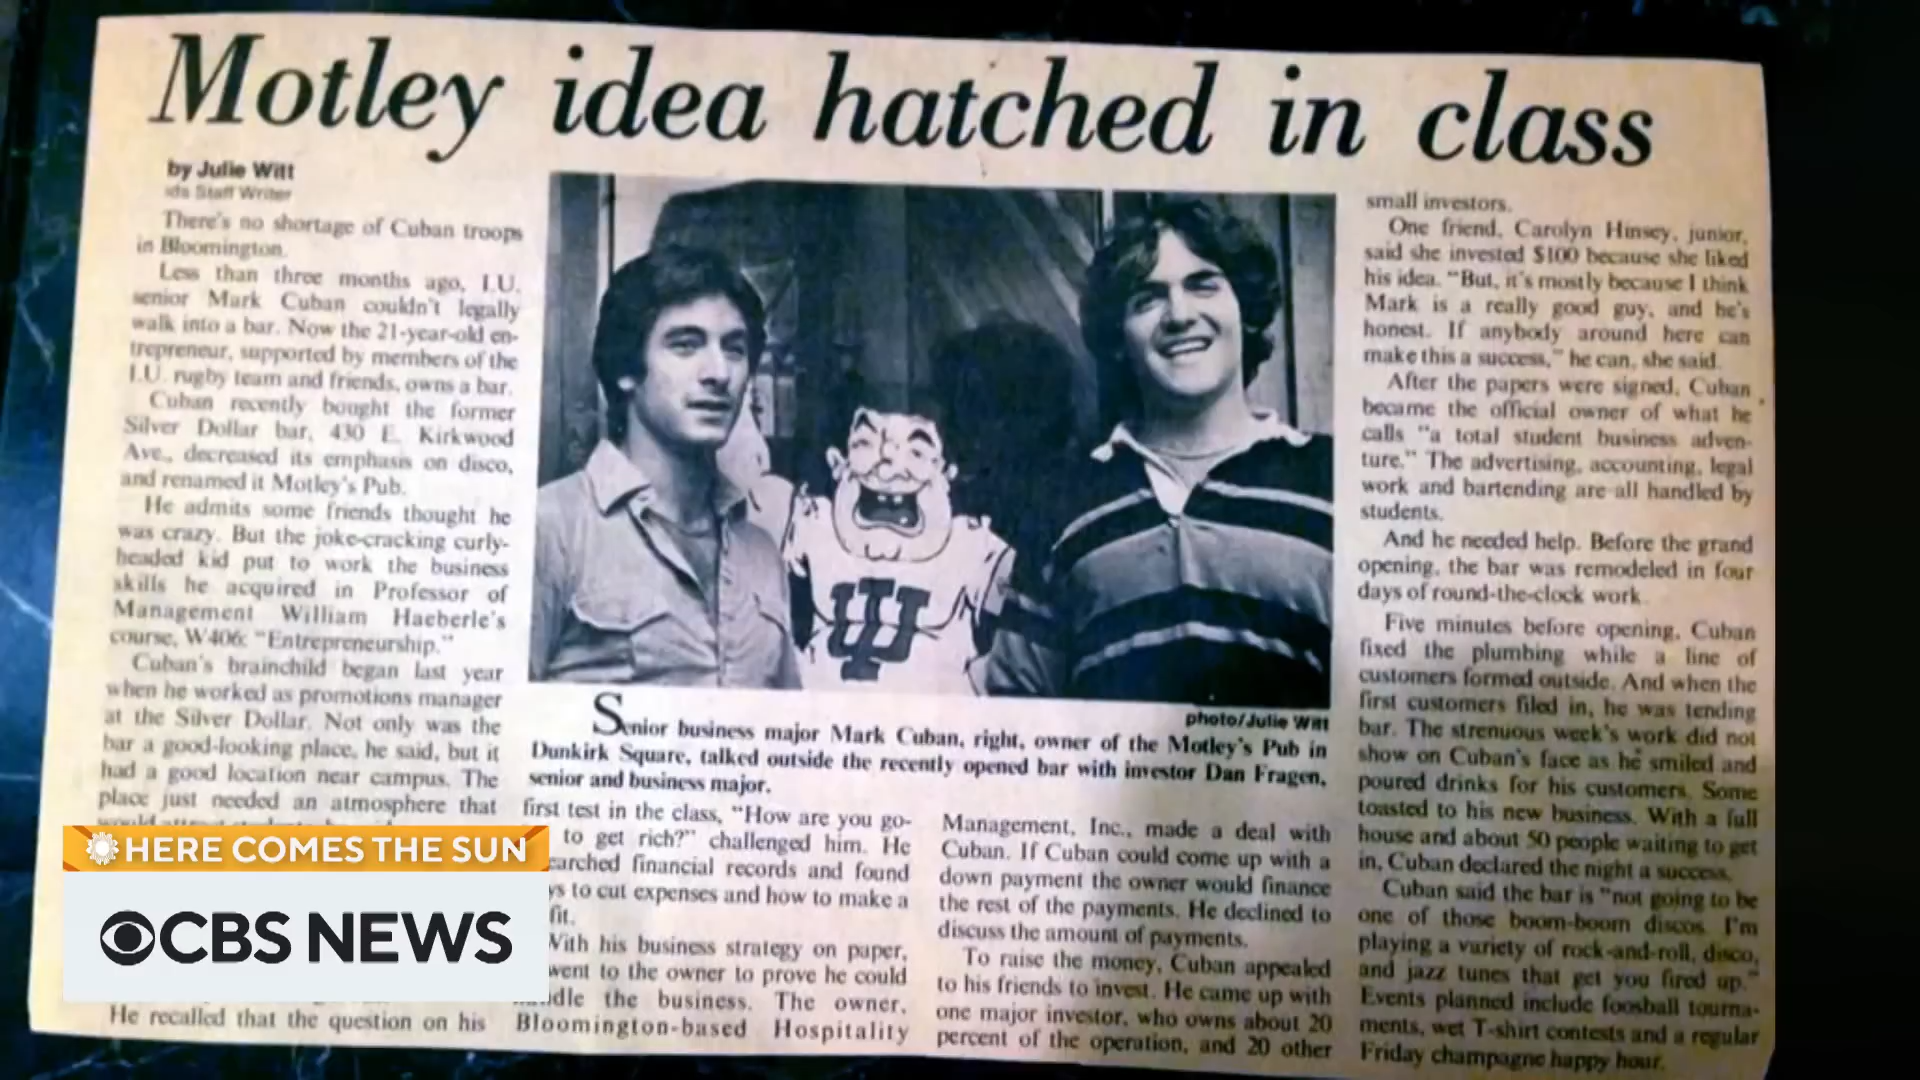 Motley idea hatched in class
by Julie Witt
ids Staff Writer
There's no shortage of Cuban troops
in Bloomington.
Less than three months ago, I.U.
senior Mark Cuban couldn't legally
walk into a bar. Now the 21-year-old en-
trepreneur, supported by members of the
I.U. rugby team and friends, owns a bar.
Cuban recently bought the former
Silver Dollar bar, 430 E. Kirkwood
Ave., decreased its emphasis on disco,
and renamed it Motley's Pub.
He admits some friends thought he
was crazy. But the joke-cracking curly-
headed kid put to work the business
skills he acquired in Professor of
Management William Haeberle's
course, W406: "Entrepreneurship."
Cuban's brainchild began last year
when he worked as promotions manager
at the Silver Dollar. Not only was the
bar a good-looking place, he said, but it
had a good location near campus. The
place just needed an atmosphere that
HERE COMES THE SUN
CBS NEWS
He recalled that the question on his
IU
photo/Julie Witt
Senior business major Mark Cuban, right, owner of the Motley's Pub in
Dunkirk Square, talked outside the recently opened bar with investor Dan Fragen,
senior and business major.
first test in the class, "How are you go-
to get rich?" challenged him. He
earched financial records and found
ys to cut expenses and how to make a
fit.
With his business strategy on paper,
went to the owner to prove he could
ndle the business. The owner,
Bloomington-based Hospitality
Management, Inc., made a deal with
Cuban. If Cuban could come up with a
down payment the owner would finance
the rest of the payments. He declined to
discuss the amount of payments.
To raise the money, Cuban appealed
to his friends to invest. He came up with
one major investor, who owns about 20
percent of the operation, and 20 other
small investors.
One friend, Carolyn Hinsey, junior,
said she invested $100 because she liked
his idea. "But, it's mostly because I think
Mark is a really good guy, and he's
honest. If anybody around here can
make this a success," he can, she said.
After the papers were signed, Cuban
became the official owner of what he
calls "a total student business adven-
ture." The advertising, accounting, legal
work and bartending are all handled by
students.
And he needed help. Before the grand
opening, the bar was remodeled in four
days of round-the-clock work.
Five minutes before opening, Cuban
fixed the plumbing while a line of
customers formed outside. And when the
first customers filed in, he was tending
bar. The strenuous week's work did not
show on Cuban's face as he smiled and
poured drinks for his customers. Some
toasted to his new business. With a full
house and about 50 people waiting to get
in, Cuban declared the night a success.
Cuban said the bar is "not going to be
one of those boom-boom discos. I'm
playing a variety of rock-and-roll, disco,
and jazz tunes that get you fired up."
Events planned include foosball tourna-
ments, wet T-shirt contests and a regular
Friday champagne happy hour.